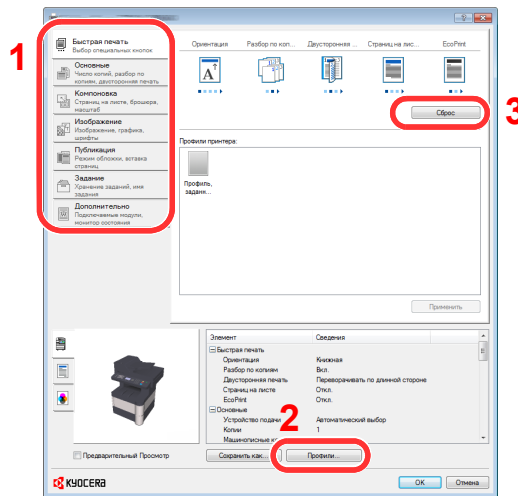 1
Быстрая печать
Выбор специальных кнопок
Основные
Число копий, разбор по
копиям, двусторонняя печать
Компоновка
Страниц на листе, брошюра,
масштаб
Изображение
Изображение, графика,
шрифты
Публикация
Режим обложки, вставка
страниц
Задание
Хранение заданий, имя
задания
Дополнительно
Подключаемые модули,
монитор состояния
Ориентация Разбор по коп... Двусторонняя ... Страниц на лис... EcoPrint
A
Сброс
3
Профили принтера:
Профиль,
заданн...
Применить
Элемент Сведения
Быстрая печать
Ориентация Книжная
Разбор по копиям Вкл.
Двусторонняя печать Переворачивать по длинной стороне
Страниц на листе Откл.
EcoPrint Откл.
Основные
Устройство подачи Автоматический выбор
Копии 1
Машинописные ко
2
Предварительный Просмотр
Сохранить как...
Профили...
KYOCERA
OK
Отмена